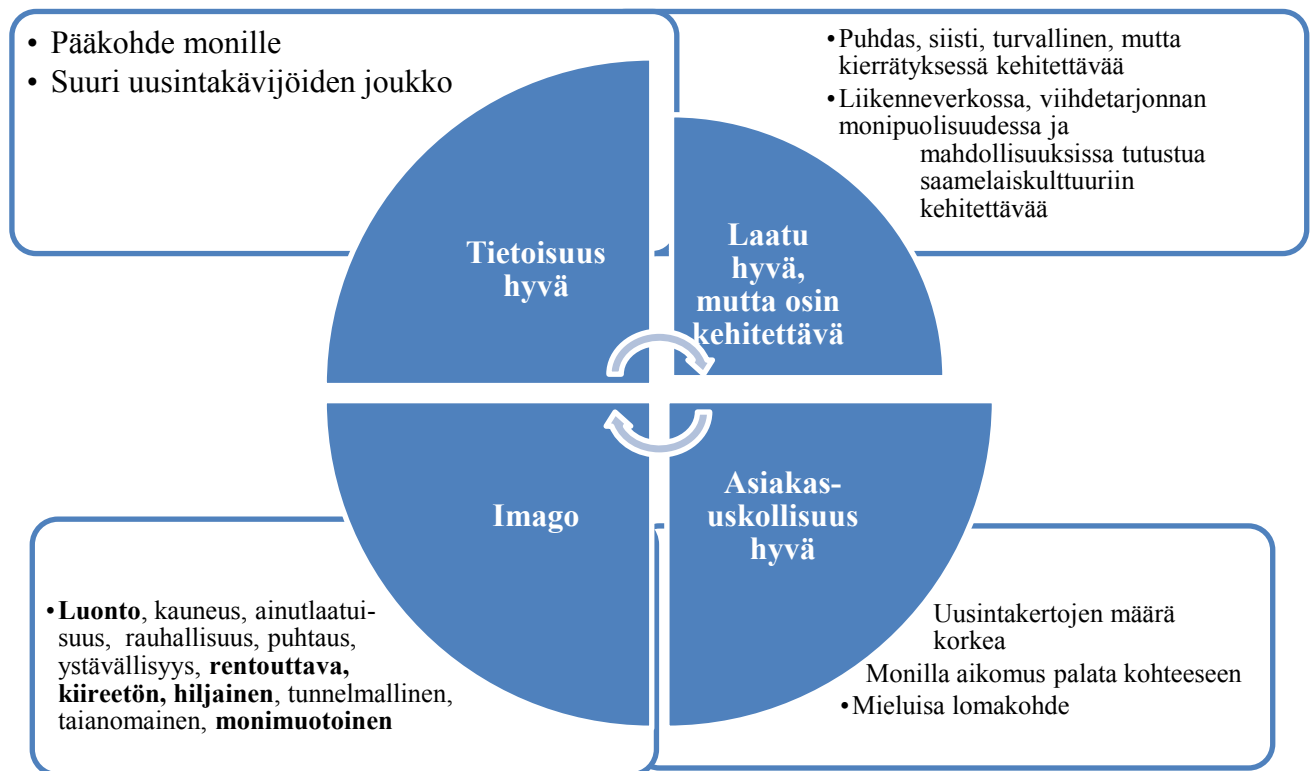 • Pääkohde monille
• Suuri uusintakävijöiden joukko
•Puhdas, siisti, turvallinen, mutta
kierrätyksessä kehitettävää
•Liikenneverkossa, viihdetarjonnan
monipuolisuudessa ja
mahdollisuuksissa tutustua
saamelaiskulttuuriin
kehitettävää
Tietoisuus
hyvä
Laatu
hyvä,
mutta osin
kehitettävä
Imago
Asiakas-
uskollisuus
hyvä
•Luonto, kauneus, ainutlaatui-
suus, rauhallisuus, puhtaus,
ystävällisyys, rentouttava,
kiireetön, hiljainen, tunnelmallinen,
taianomainen, monimuotoinen
Uusintakertojen määrä
korkea
Monilla aikomus palata kohteeseen
•Mieluisa lomakohde